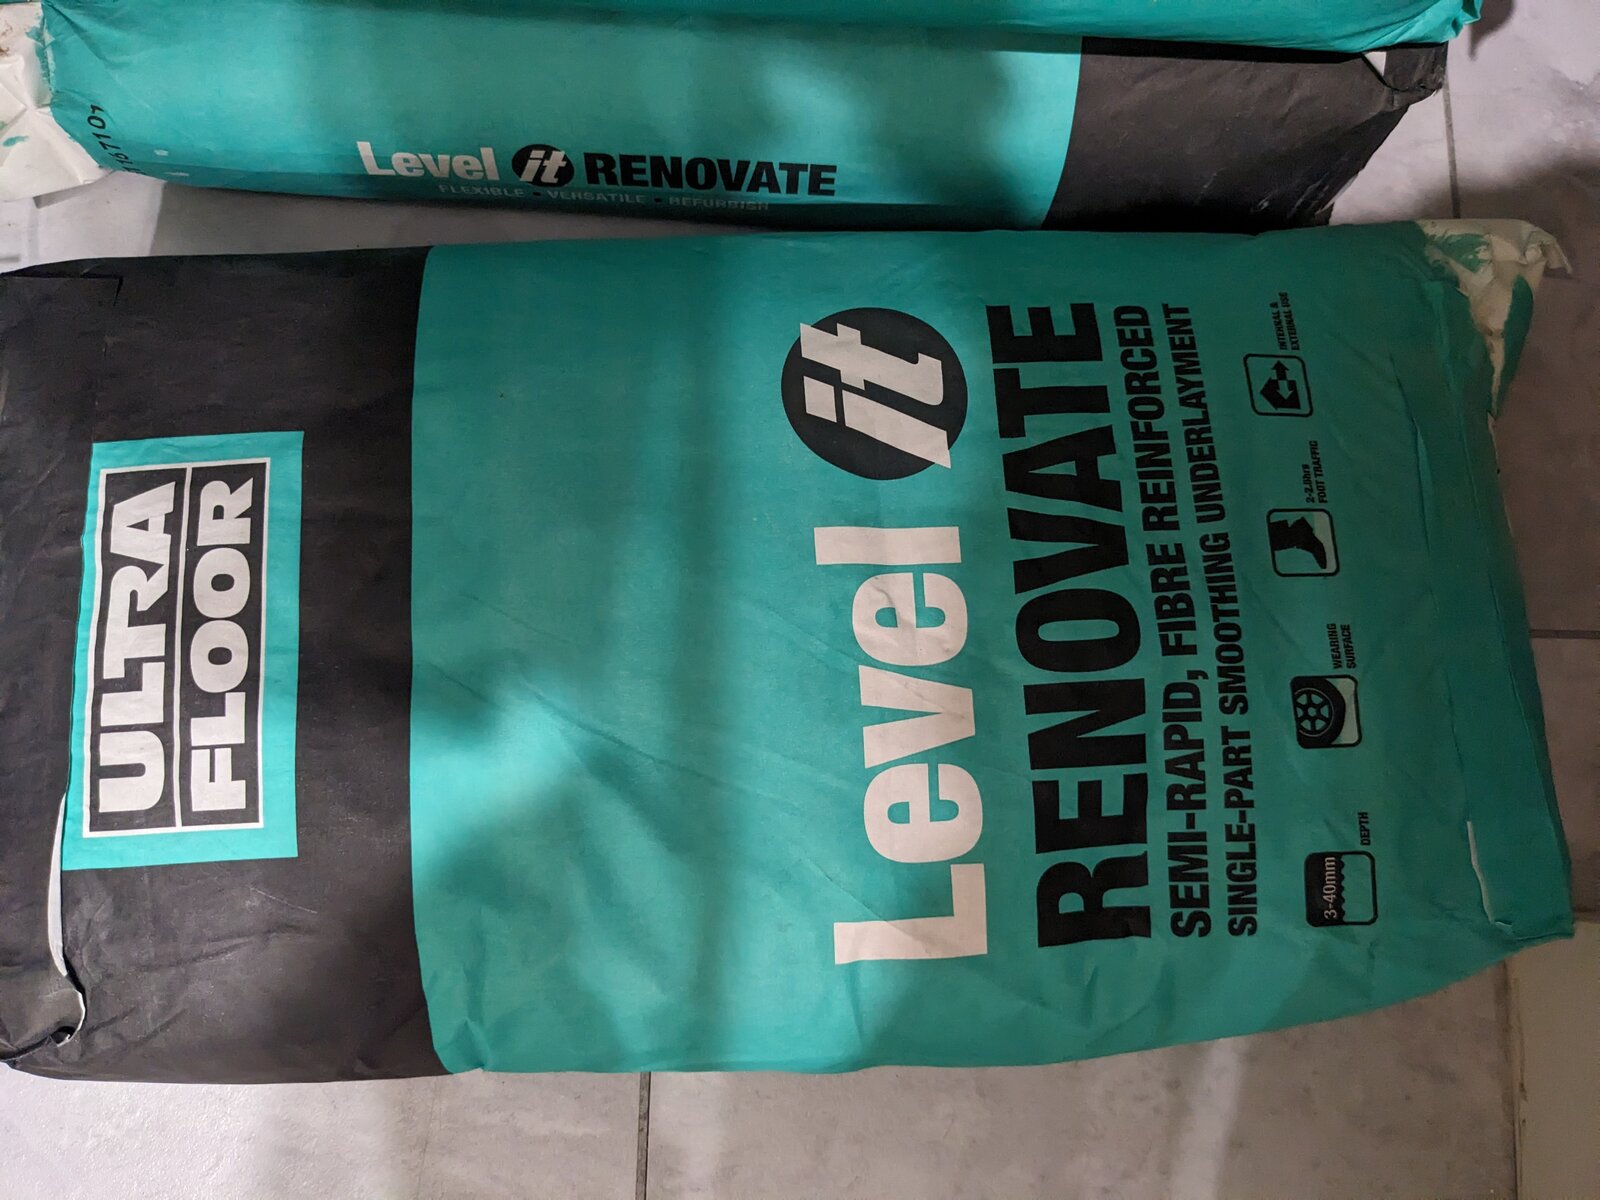 Level it RENOVATE
FLEXIBLE • VERSATILE • REFURBISH
ULTRA
FLOOR
Level it
RENOVATE
SEMI-RAPID, FIBRE REINFORCED
SINGLE-PART SMOOTHING UNDERLAYMENT
3-40mm
DEPTH
WEARING
SURFACE
FOOT TRAFFIC
INTERNAL &
EXTERNAL USE